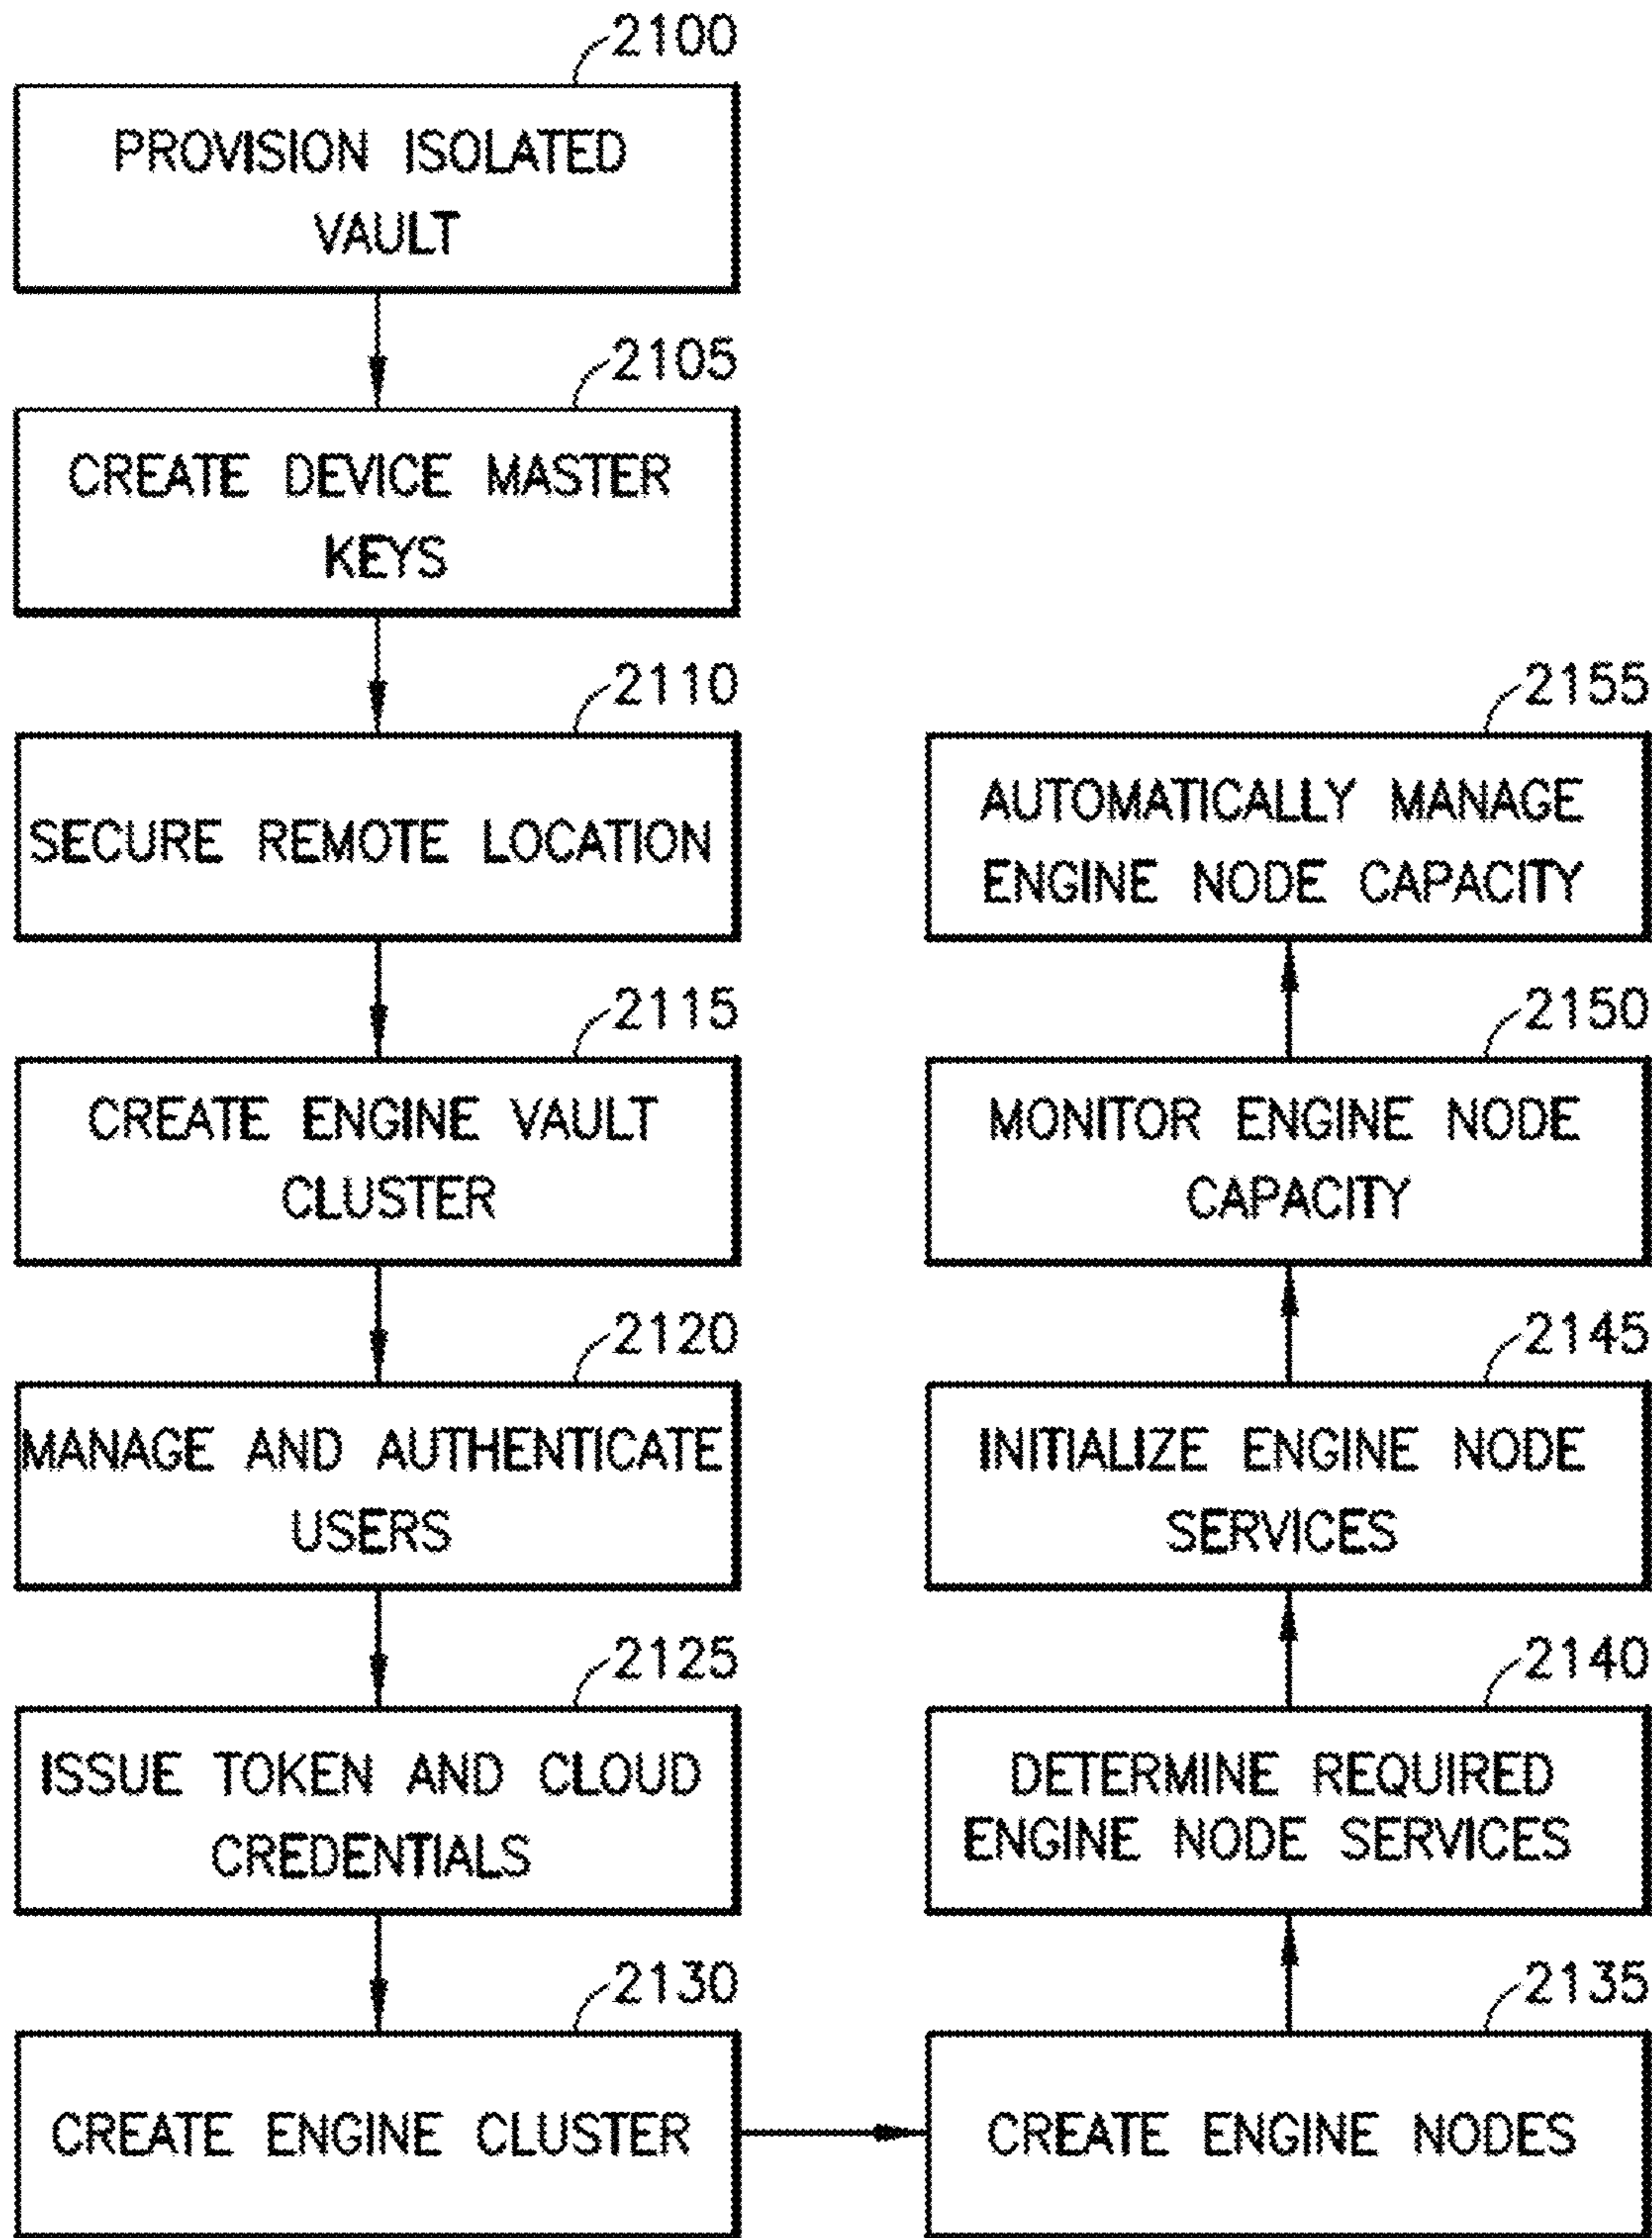 2100
PROVISION ISOLATED
VAULT
2105
CREATE DEVICE MASTER
KEYS
2110
SECURE REMOTE LOCATION
2115
CREATE ENGINE VAULT
CLUSTER
2120
MANAGE AND AUTHENTICATE
USERS
2125
ISSUE TOKEN AND CLOUD
CREDENTIALS
2130
CREATE ENGINE CLUSTER
2135
CREATE ENGINE NODES
2140
DETERMINE REQUIRED
ENGINE NODE SERVICES
2145
INITIALIZE ENGINE NODE
SERVICES
2150
MONITOR ENGINE NODE
CAPACITY
2155
AUTOMATICALLY MANAGE
ENGINE NODE CAPACITY